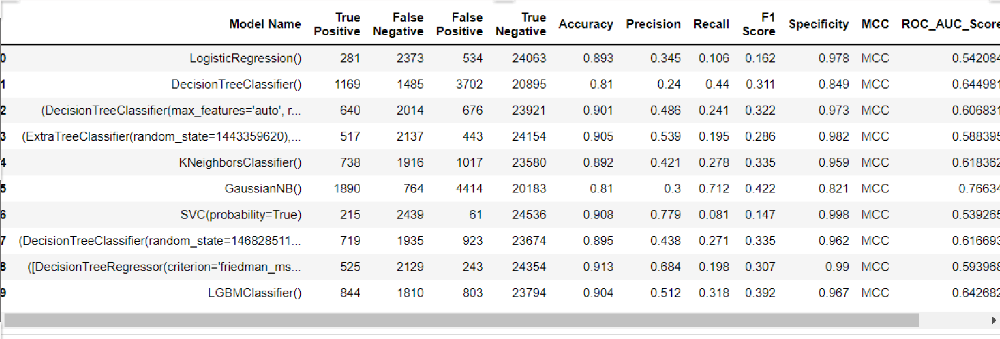 Model Name True Positive False Negative False Positive True Negative Accuracy Precision Recall F1 Score Specificity MCC ROC_AUC_Score
0 LogisticRegression() 281 2373 534 24063 0.893 0.345 0.106 0.162 0.978 MCC 0.542084
1 DecisionTreeClassifier() 1169 1485 3702 20895 0.81 0.24 0.44 0.311 0.849 MCC 0.644981
2 (DecisionTreeClassifier(max_features='auto', r... 640 2014 676 23921 0.901 0.486 0.241 0.322 0.973 MCC 0.606831
3 (ExtraTreeClassifier(random_state=1443359620),... 517 2137 443 24154 0.905 0.539 0.195 0.286 0.982 MCC 0.588395
4 KNeighborsClassifier() 738 1916 1017 23580 0.892 0.421 0.278 0.335 0.959 MCC 0.618362
5 GaussianNB() 1890 764 4414 20183 0.81 0.3 0.712 0.422 0.821 MCC 0.76634
6 SVC(probability=True) 215 2439 61 24536 0.908 0.779 0.081 0.147 0.998 MCC 0.539265
7 (DecisionTreeClassifier(random_state=146828511... 719 1935 923 23674 0.895 0.438 0.271 0.335 0.962 MCC 0.616693
8 ([DecisionTreeRegressor(criterion='friedman_ms... 525 2129 243 24354 0.913 0.684 0.198 0.307 0.99 MCC 0.593968
9 LGBMClassifier() 844 1810 803 23794 0.904 0.512 0.318 0.392 0.967 MCC 0.642682